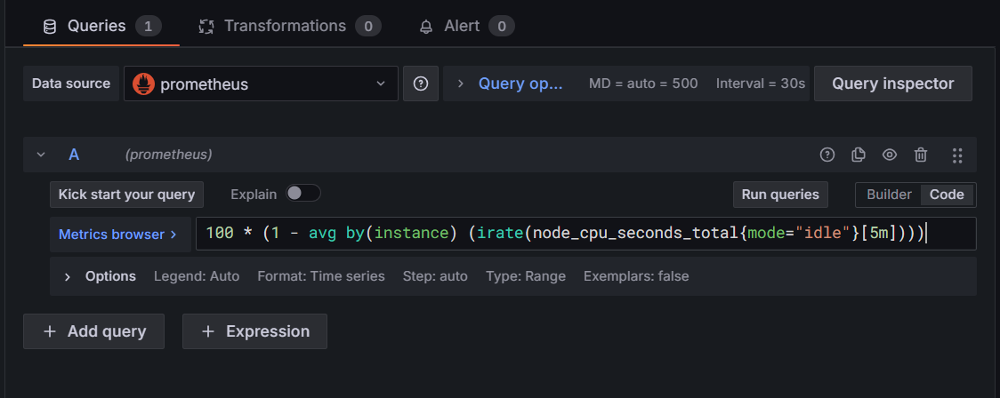 Queries 1 Transformations 0 Alert 0
Data source prometheus Query op... MD = auto = 500 Interval = 30s Query inspector
A (prometheus)
Kick start your query Explain Run queries Builder Code
Metrics browser > 100 * (1 - avg by(instance) (irate(node_cpu_seconds_total{mode="idle"}[5m])))
Options Legend: Auto Format: Time series Step: auto Type: Range Exemplars: false
+ Add query + Expression